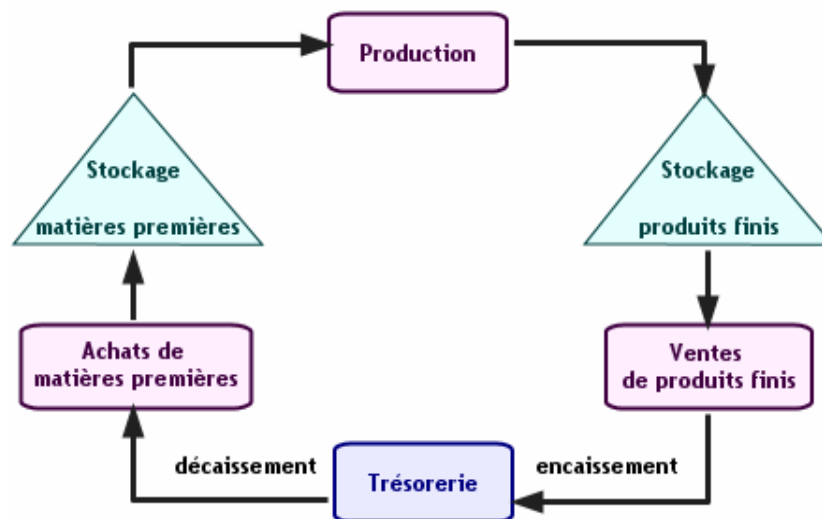 Production
Stockage
matières premières
Stockage
produits finis
Achats de
matières premières
Ventes
de produits finis
décaissement
Trésorerie
encaissement